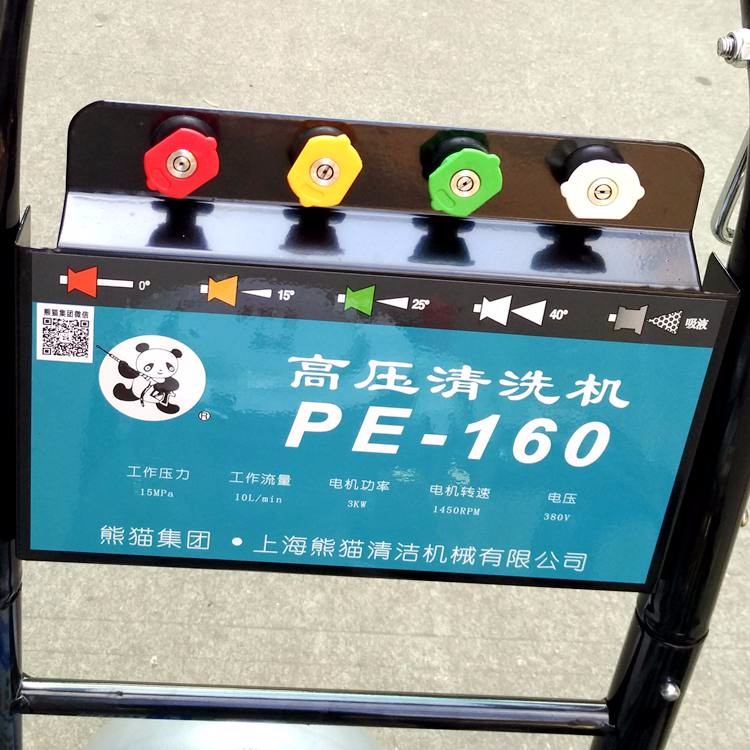 0° 15° 25° 40° 吸液
熊猫集团微信
®
高压清洗机
PE-160
工作压力 工作流量 电机功率 电机转速 电压
15MPa 10L/min 3KW 1450RPM 380V
熊猫集团 • 上海熊猫清洁机械有限公司